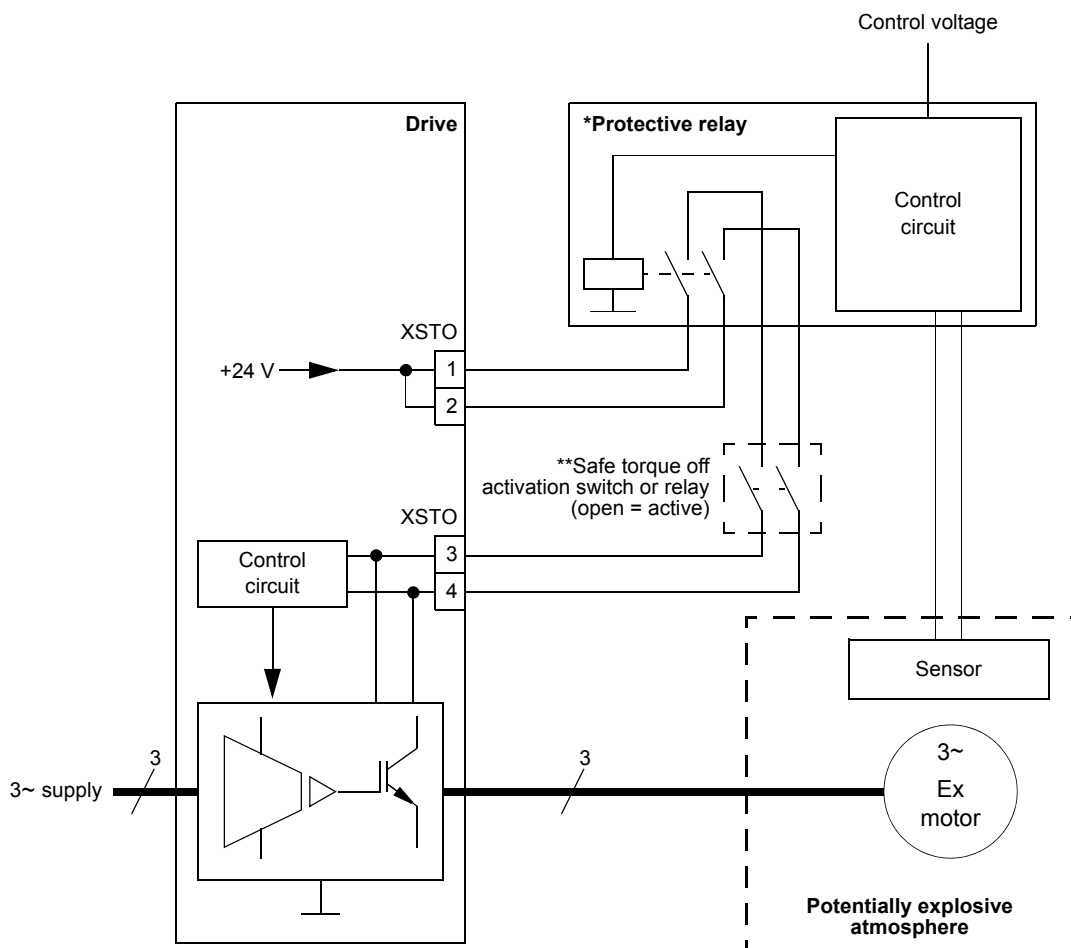 Control voltage
Drive
*Protective relay
Control
circuit
XSTO
+24 V
1
2
**Safe torque off
activation switch or relay
(open = active)
XSTO
3
4
Control
circuit
Sensor
3~ supply
3
3
3~
Ex
motor
Potentially explosive
atmosphere